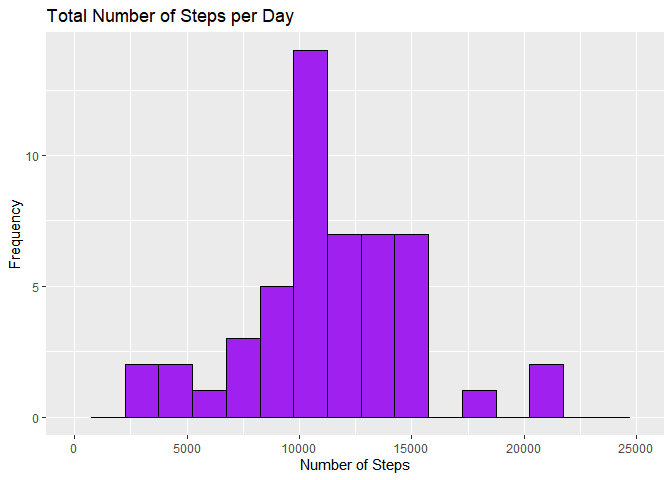 Total Number of Steps per Day
Frequency
10
5
0
0 5000 10000 15000 20000 25000
Number of Steps